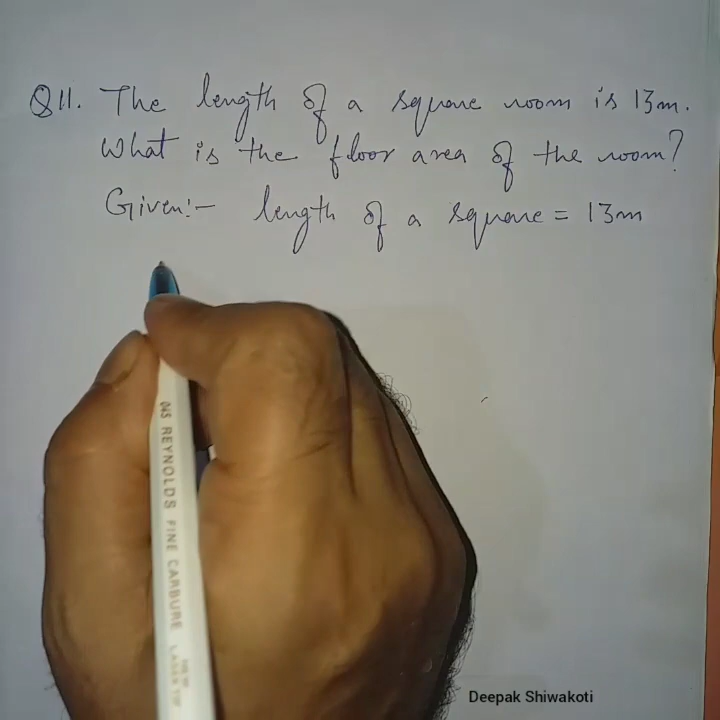 Q11. The length of a square room is 13m.
What is the floor area of the room?
Given:- length of a square = 13m
045 REYNOLDS FINE CARBURE
Deepak Shiwakoti